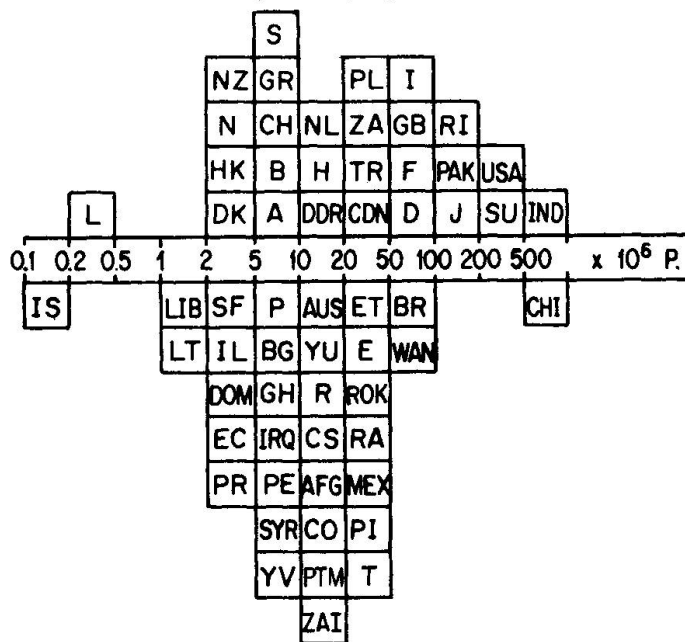 S
NZ GR PL I
N CH NL ZA GB RI
HK B H TR F PAK USA
L DK A DDR CDN D J SU IND
0.1 0.2 0.5 1 2 5 10 20 50 100 200 500 x 10⁶ P.
IS LIB SF P AUS ET BR CHI
LT IL BG YU E WAN
DOM GH R ROK
EC IRQ CS RA
PR PE AFG MEX
SYR CO PI
YV PTM T
ZAI